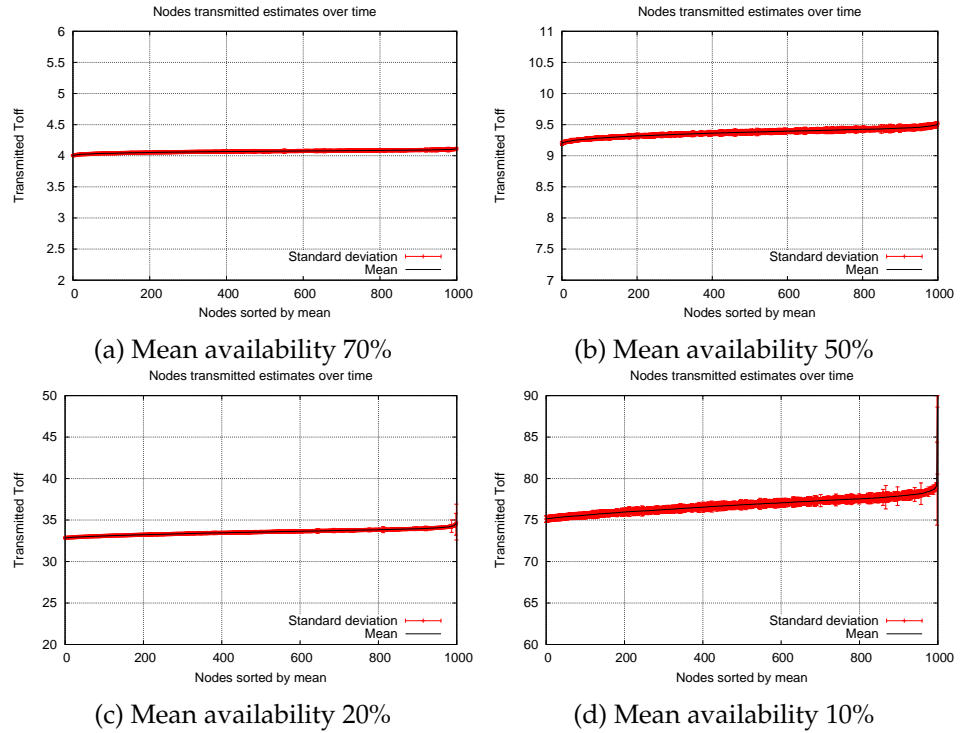 Nodes transmitted estimates over time
6
5.5
5
4.5
4
3.5
3
2.5
2
Transmitted Toff
Standard deviation
Mean
0 200 400 600 800 1000
Nodes sorted by mean
(a) Mean availability 70%
Nodes transmitted estimates over time
11
10.5
10
9.5
9
8.5
8
7.5
7
Transmitted Toff
Standard deviation
Mean
0 200 400 600 800 1000
Nodes sorted by mean
(b) Mean availability 50%
Nodes transmitted estimates over time
50
45
40
35
30
25
20
Transmitted Toff
Standard deviation
Mean
0 200 400 600 800 1000
Nodes sorted by mean
(c) Mean availability 20%
Nodes transmitted estimates over time
90
85
80
75
70
65
60
Transmitted Toff
Standard deviation
Mean
0 200 400 600 800 1000
Nodes sorted by mean
(d) Mean availability 10%